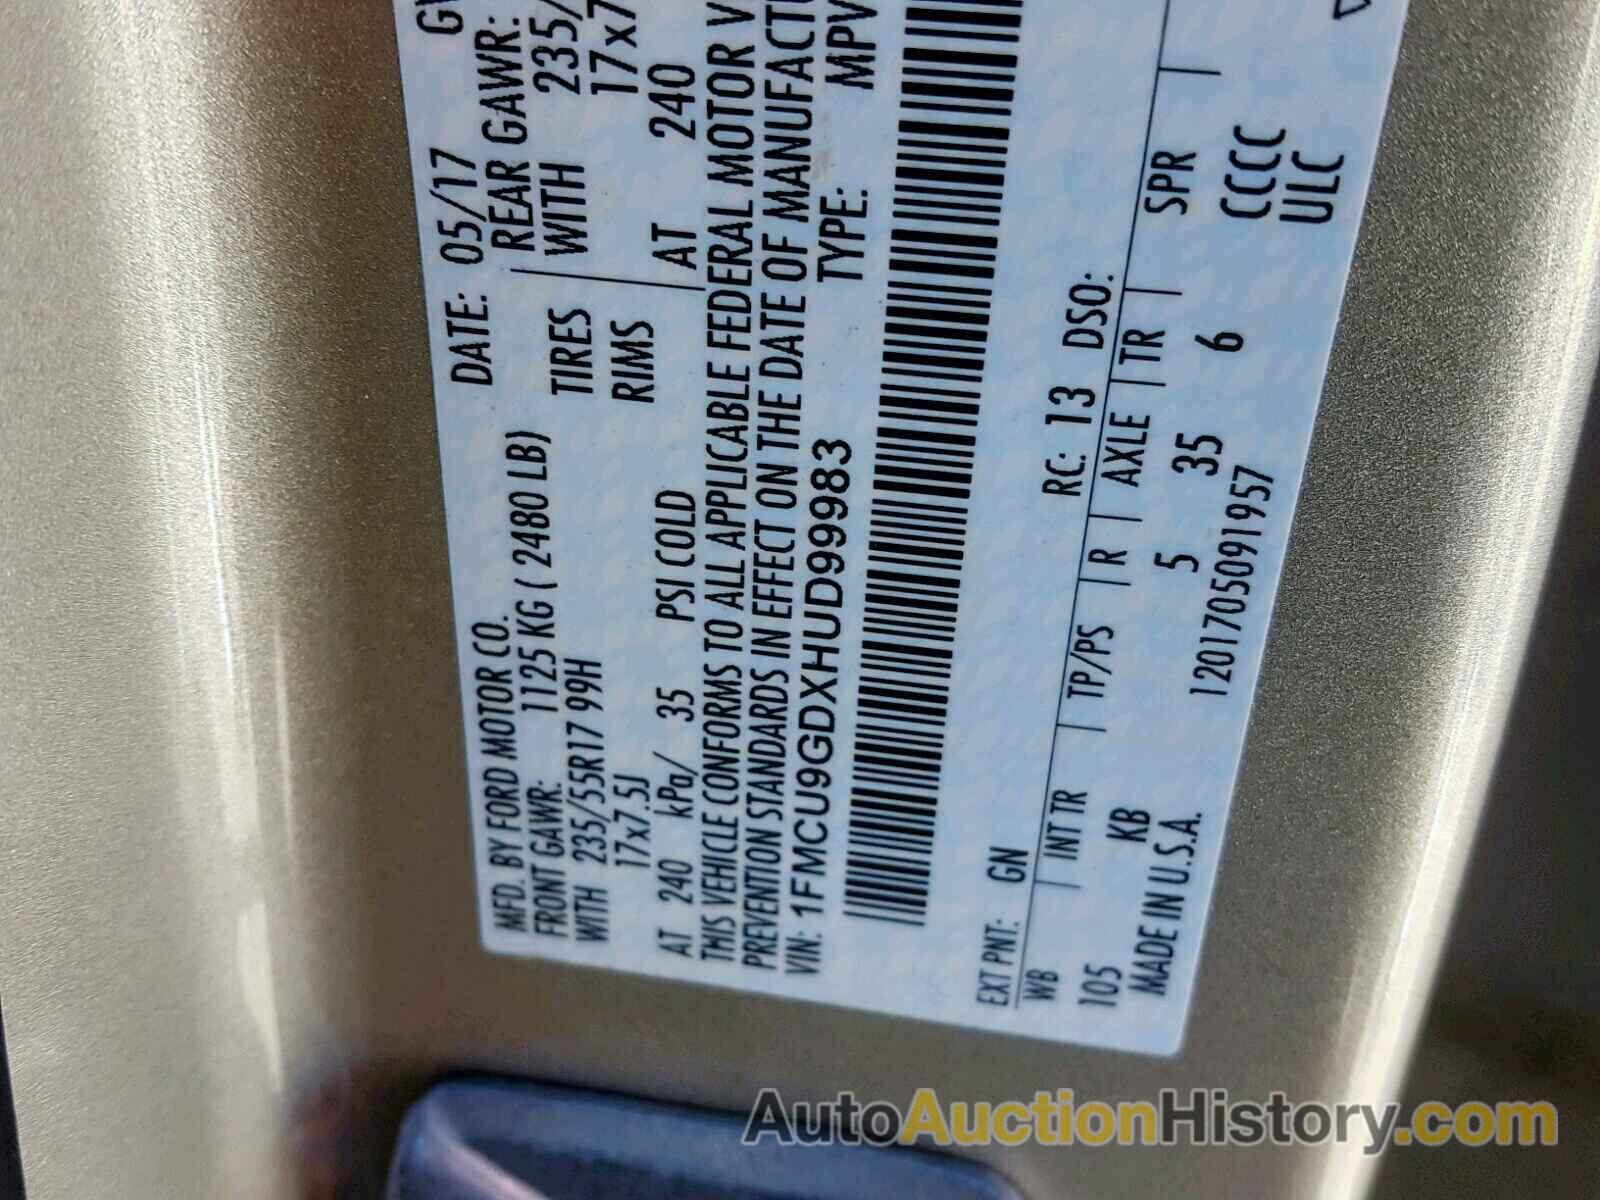 MFD. BY FORD MOTOR CO.
DATE: 05/17
FRONT GAWR: 1125 KG ( 2480 LB)
REAR GAWR:
WITH 235/55R17 99H TIRES
WITH 235/
17x7.5J RIMS
17x7
AT 240 kPa/ 35 PSI COLD
AT 240
THIS VEHICLE CONFORMS TO ALL APPLICABLE FEDERAL MOTOR
PREVENTION STANDARDS IN EFFECT ON THE DATE OF
VIN: 1FMCU9GDXHUD99983
TYPE: MPV
EXT PNT: GN RC: 13 DSO:
WB INT TR TP/PS R AXLE TR SPR
105 KB 5 35 6 CCCC
MADE IN U.S.A. 1201705091957 ULC
AutoAuctionHistory.com